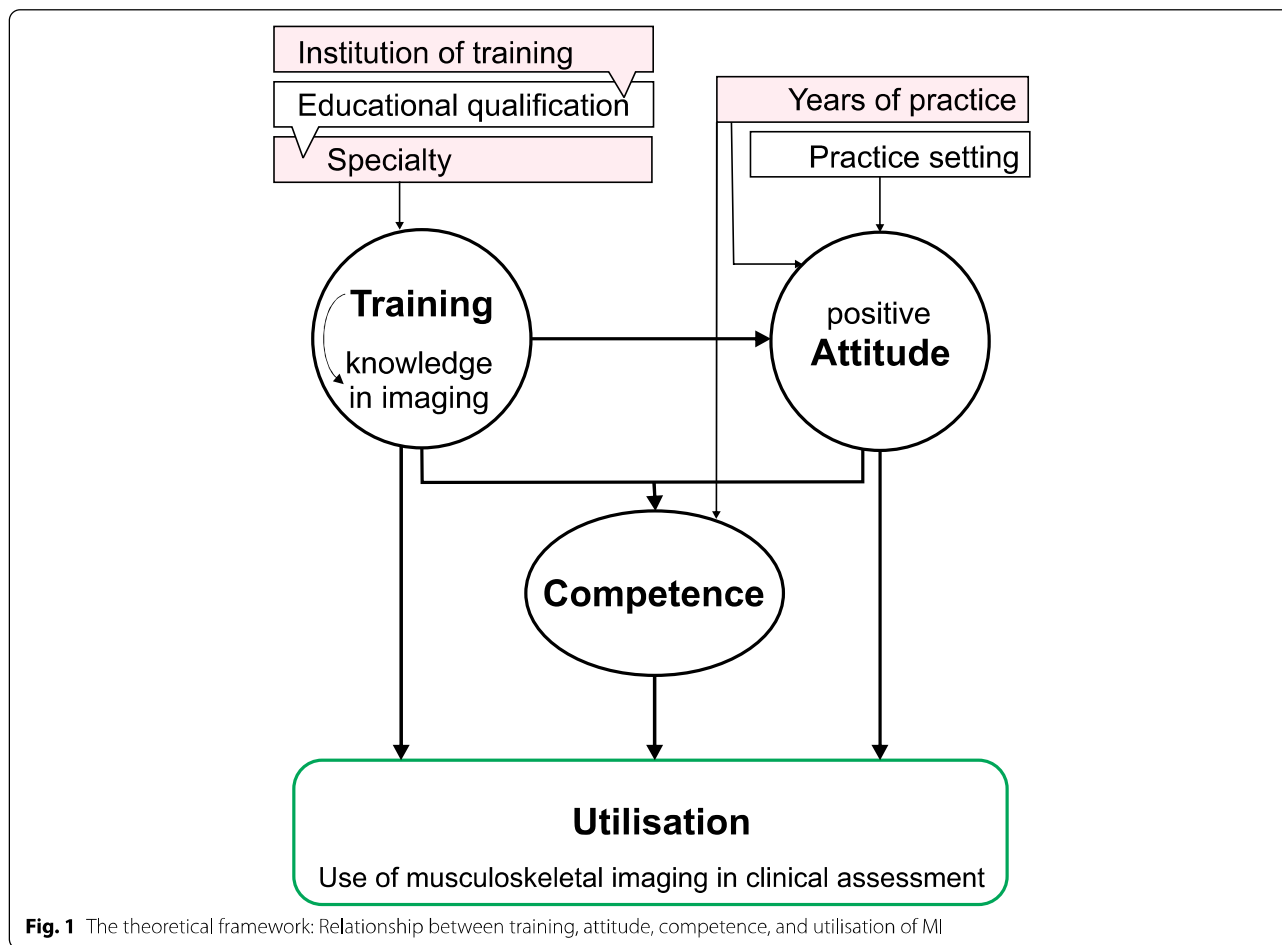 Institution of training
Educational qualification
Specialty
Years of practice
Practice setting
Training
knowledge
in imaging
positive
Attitude
Competence
Utilisation
Use of musculoskeletal imaging in clinical assessment
Fig. 1 The theoretical framework: Relationship between training, attitude, competence, and utilisation of MI